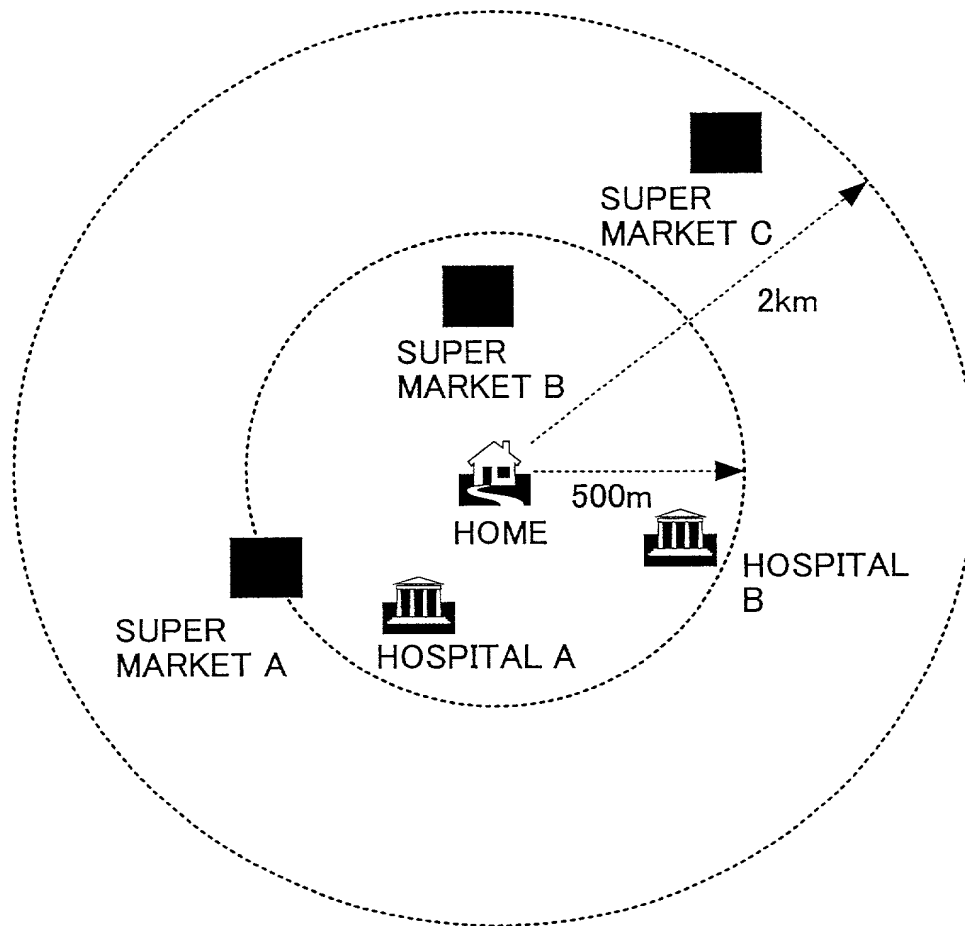 SUPER
MARKET C
2km
SUPER
MARKET B
500m
HOME
HOSPITAL
B
SUPER
MARKET A
HOSPITAL A